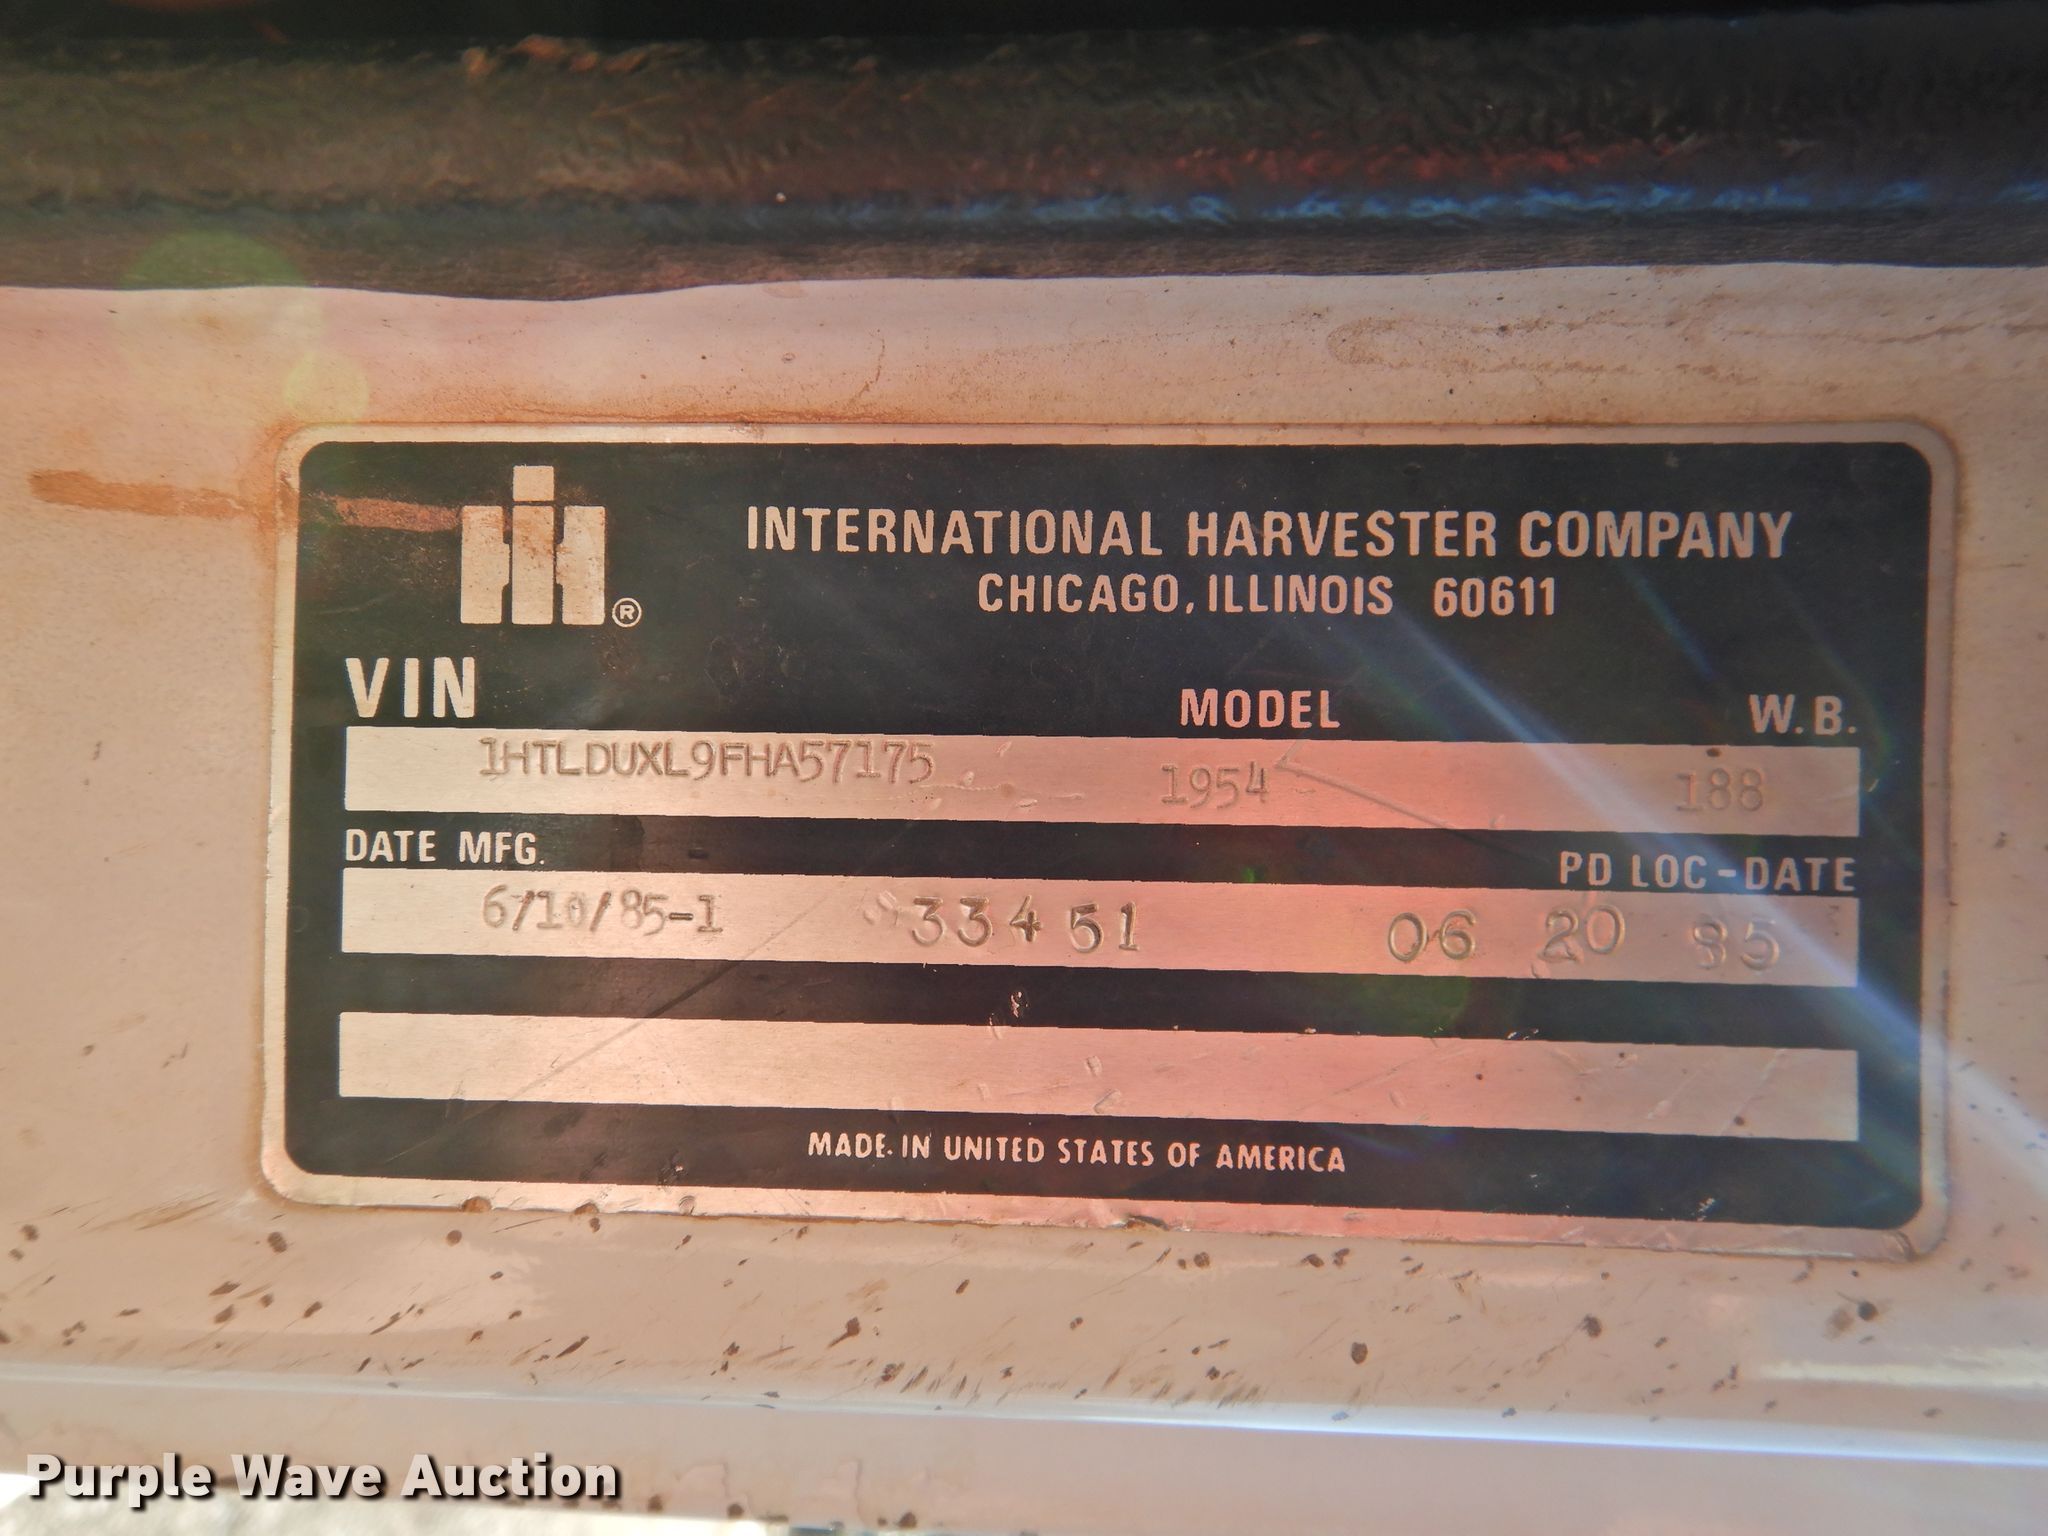 INTERNATIONAL HARVESTER COMPANY
CHICAGO, ILLINOIS 60611
VIN MODEL W.B.
1HTLDUXL9FHA57175 1954 188
DATE MFG. PD LOC-DATE
6/10/85-1 33451 06 20 85
MADE IN UNITED STATES OF AMERICA
Purple Wave Auction